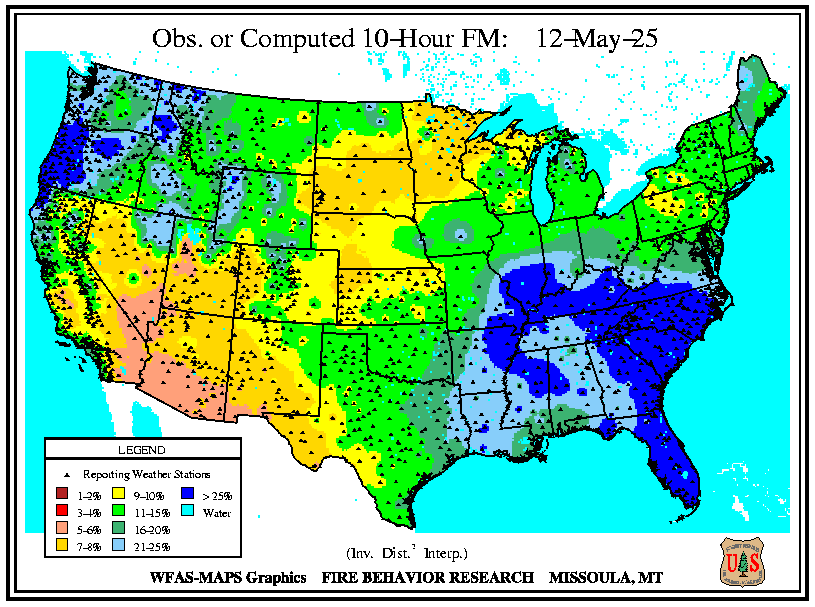 Obs. or Computed 10-Hour FM: 12-May-25
LEGEND
Reporting Weather Stations
1-2% 9-10% > 25%
3-4% 11-15% Water
5-6% 16-20%
7-8% 21-25%
(Inv. Dist.² Interp.)
WFAS-MAPS Graphics FIRE BEHAVIOR RESEARCH MISSOULA, MT
U S